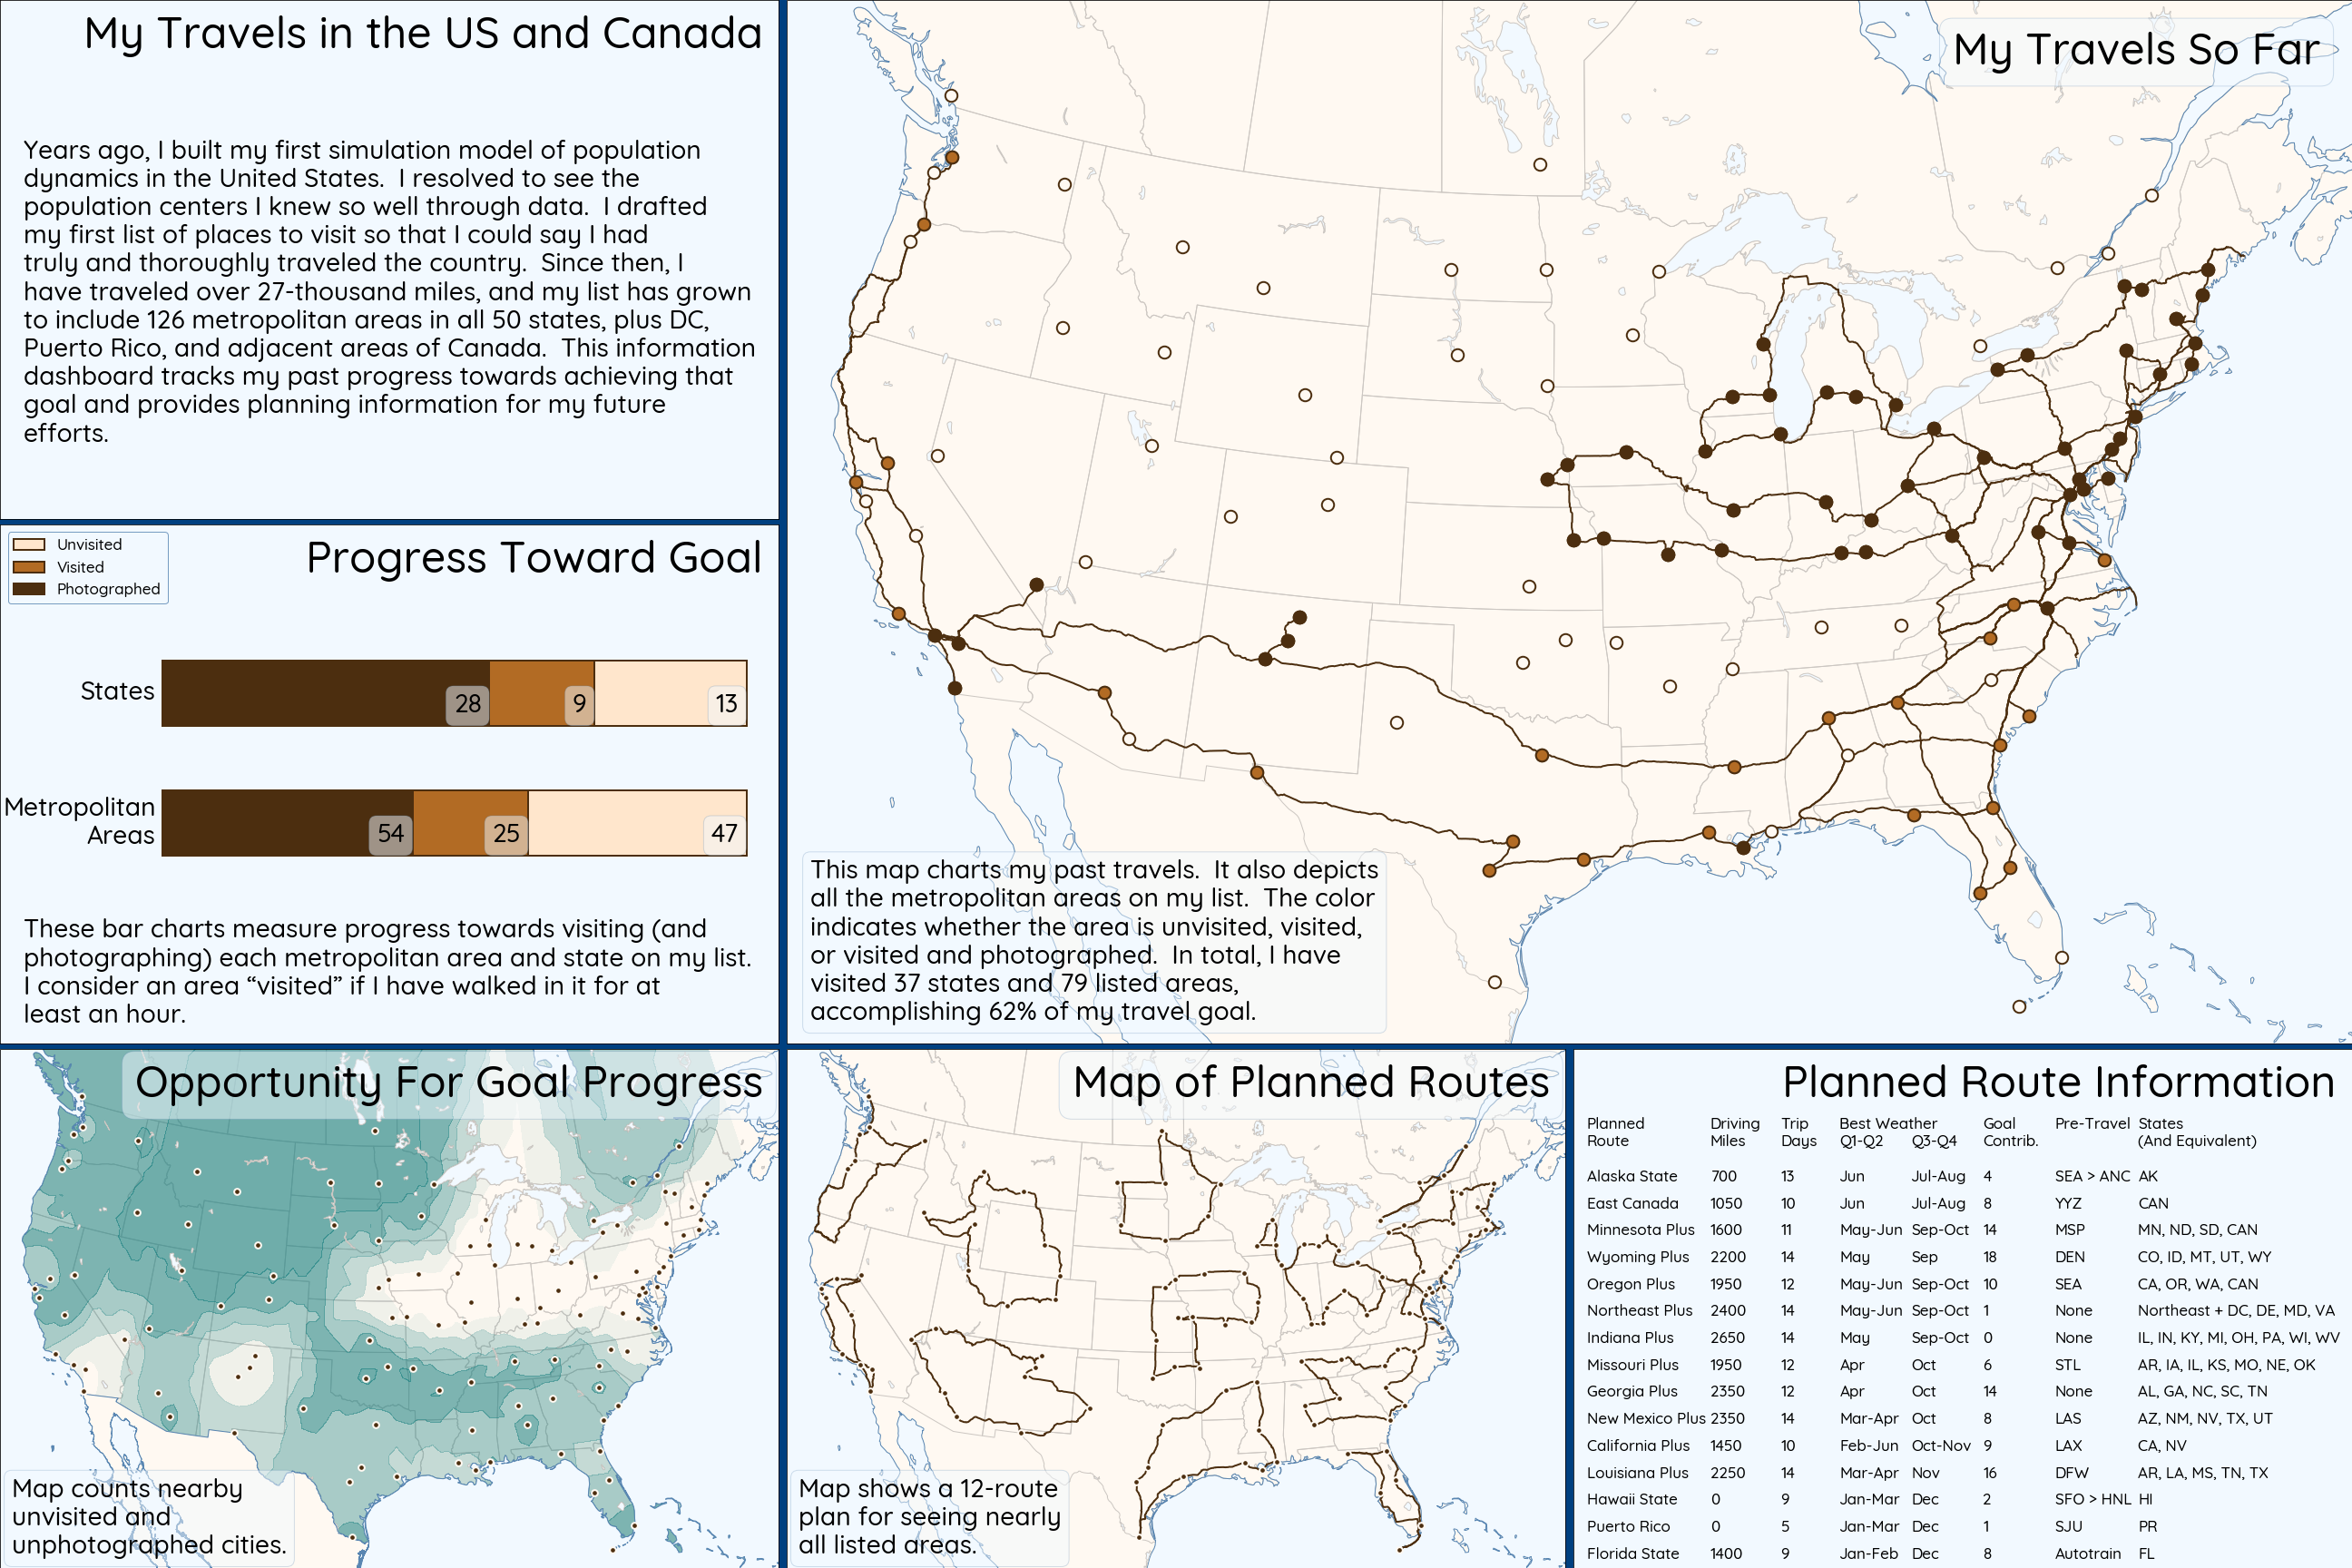 My Travels in the US and Canada
Years ago, I built my first simulation model of population
dynamics in the United States.  I resolved to see the
population centers I knew so well through data.  I drafted
my first list of places to visit so that I could say I had
truly and thoroughly traveled the country.  Since then, I
have traveled over 27-thousand miles, and my list has grown
to include 126 metropolitan areas in all 50 states, plus DC,
Puerto Rico, and adjacent areas of Canada.  This information
dashboard tracks my past progress towards achieving that
goal and provides planning information for my future
efforts.
My Travels So Far
This map charts my past travels.  It also depicts
all the metropolitan areas on my list.  The color
indicates whether the area is unvisited, visited,
or visited and photographed.  In total, I have
visited 37 states and 79 listed areas,
accomplishing 62% of my travel goal.
Unvisited
Visited
Photographed
Progress Toward Goal
States
28
9
13
Metropolitan
Areas
54
25
47
These bar charts measure progress towards visiting (and
photographing) each metropolitan area and state on my list.
I consider an area “visited” if I have walked in it for at
least an hour.
Opportunity For Goal Progress
Map counts nearby
unvisited and
unphotographed cities.
Map of Planned Routes
Map shows a 12-route
plan for seeing nearly
all listed areas.
Planned Route Information
Planned Driving Trip Best Weather Goal Pre-Travel States
Route Miles Days Q1-Q2 Q3-Q4 Contrib. (And Equivalent)
Alaska State 700 13 Jun Jul-Aug 4 SEA > ANC AK
East Canada 1050 10 Jun Jul-Aug 8 YYZ CAN
Minnesota Plus 1600 11 May-Jun Sep-Oct 14 MSP MN, ND, SD, CAN
Wyoming Plus 2200 14 May Sep 18 DEN CO, ID, MT, UT, WY
Oregon Plus 1950 12 May-Jun Sep-Oct 10 SEA CA, OR, WA, CAN
Northeast Plus 2400 14 May-Jun Sep-Oct 1 None Northeast + DC, DE, MD, VA
Indiana Plus 2650 14 May Sep-Oct 0 None IL, IN, KY, MI, OH, PA, WI, WV
Missouri Plus 1950 12 Apr Oct 6 STL AR, IA, IL, KS, MO, NE, OK
Georgia Plus 2350 12 Apr Oct 14 None AL, GA, NC, SC, TN
New Mexico Plus 2350 14 Mar-Apr Oct 8 LAS AZ, NM, NV, TX, UT
California Plus 1450 10 Feb-Jun Oct-Nov 9 LAX CA, NV
Louisiana Plus 2250 14 Mar-Apr Nov 16 DFW AR, LA, MS, TN, TX
Hawaii State 0 9 Jan-Mar Dec 2 SFO > HNL HI
Puerto Rico 0 5 Jan-Mar Dec 1 SJU PR
Florida State 1400 9 Jan-Feb Dec 8 Autotrain FL